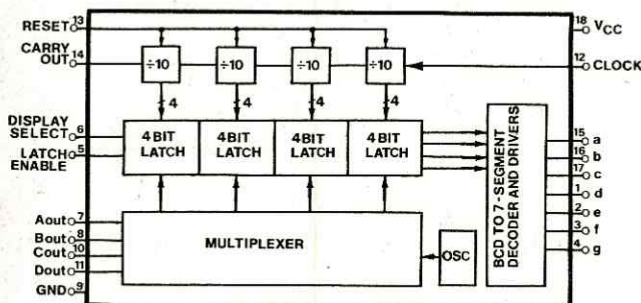 RESET 13
CARRY OUT 14
÷10 ÷10 ÷10 ÷10
4 4 4 4
DISPLAY SELECT 6
LATCH ENABLE 5
4 BIT LATCH
4 BIT LATCH
4 BIT LATCH
4 BIT LATCH
Aout 7
Bout 8
Cout 10
Dout 11
GND 9
MULTIPLEXER
OSC
BCD TO 7-SEGMENT
DECODER AND DRIVERS
18 VCC
12 CLOCK
15 a
16 b
17 c
1 d
2 e
3 f
4 g